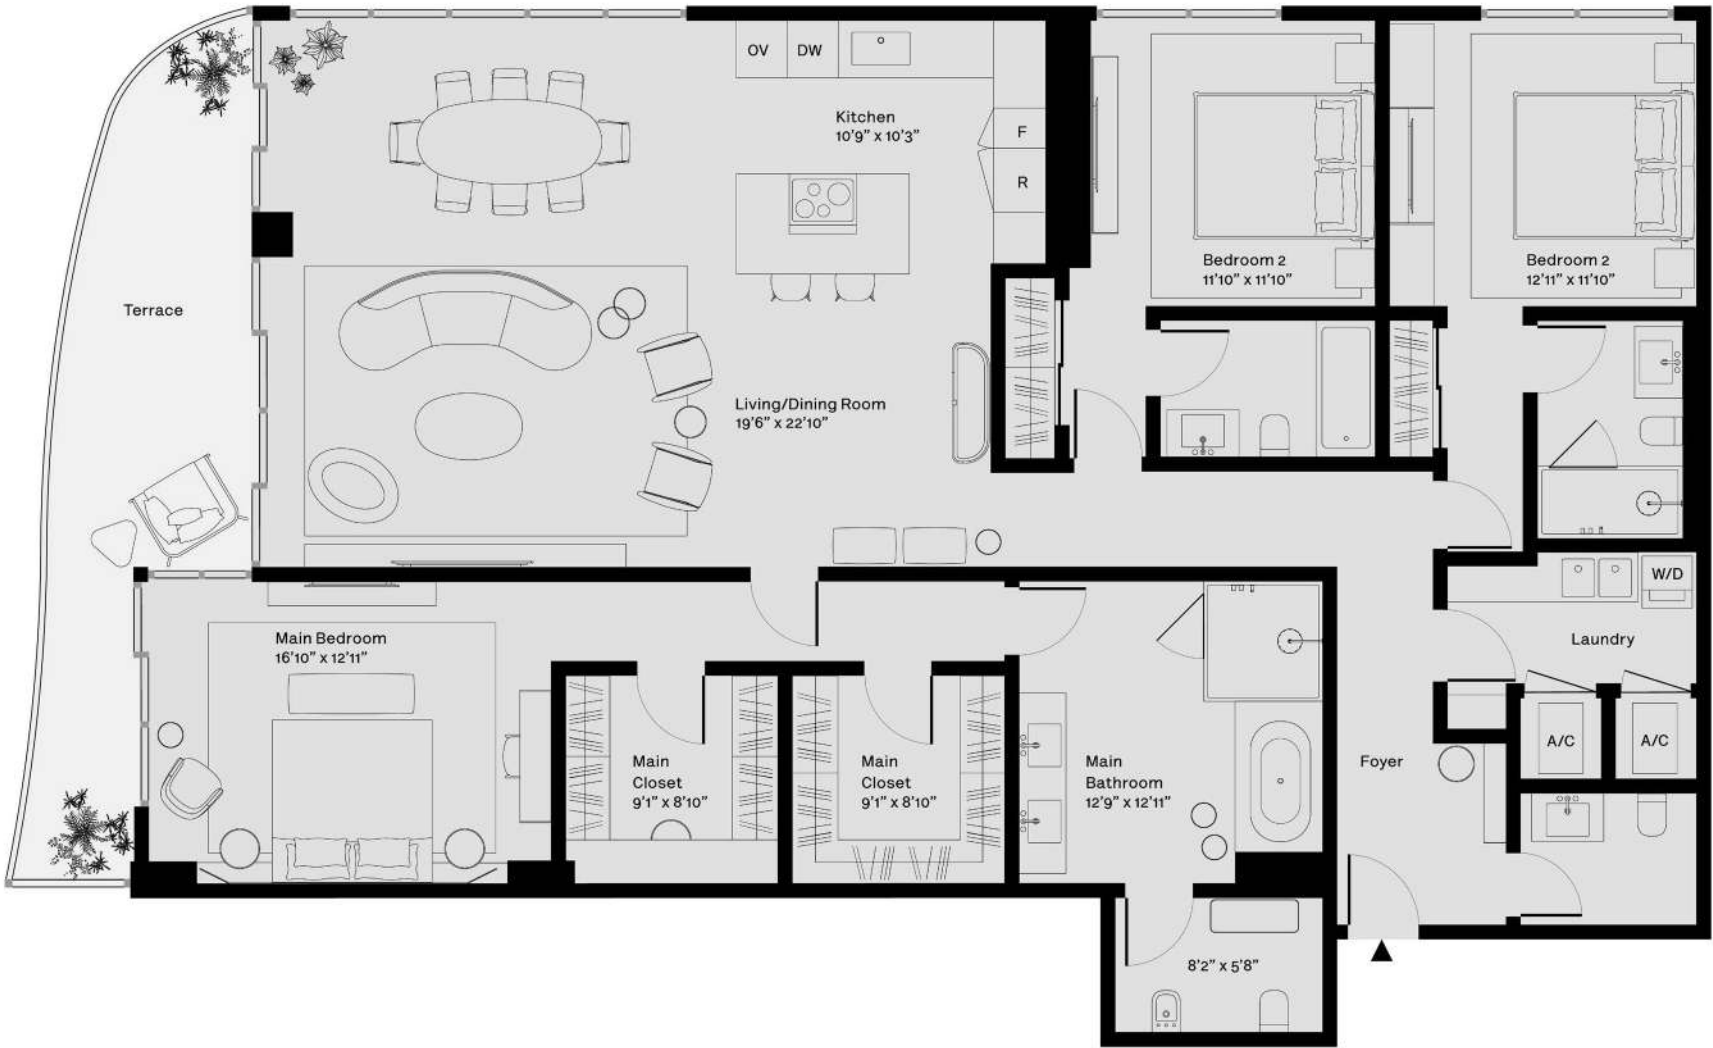 OV
DW
Kitchen
10'9" x 10'3"
F
R
Bedroom 2
11'10" x 11'10"
Bedroom 2
12'11" x 11'10"
Terrace
Living/Dining Room
19'6" x 22'10"
W/D
Laundry
Main Bedroom
16'10" x 12'11"
A/C
A/C
Main
Closet
9'1" x 8'10"
Main
Closet
9'1" x 8'10"
Main
Bathroom
12'9" x 12'11"
Foyer
8'2" x 5'8"